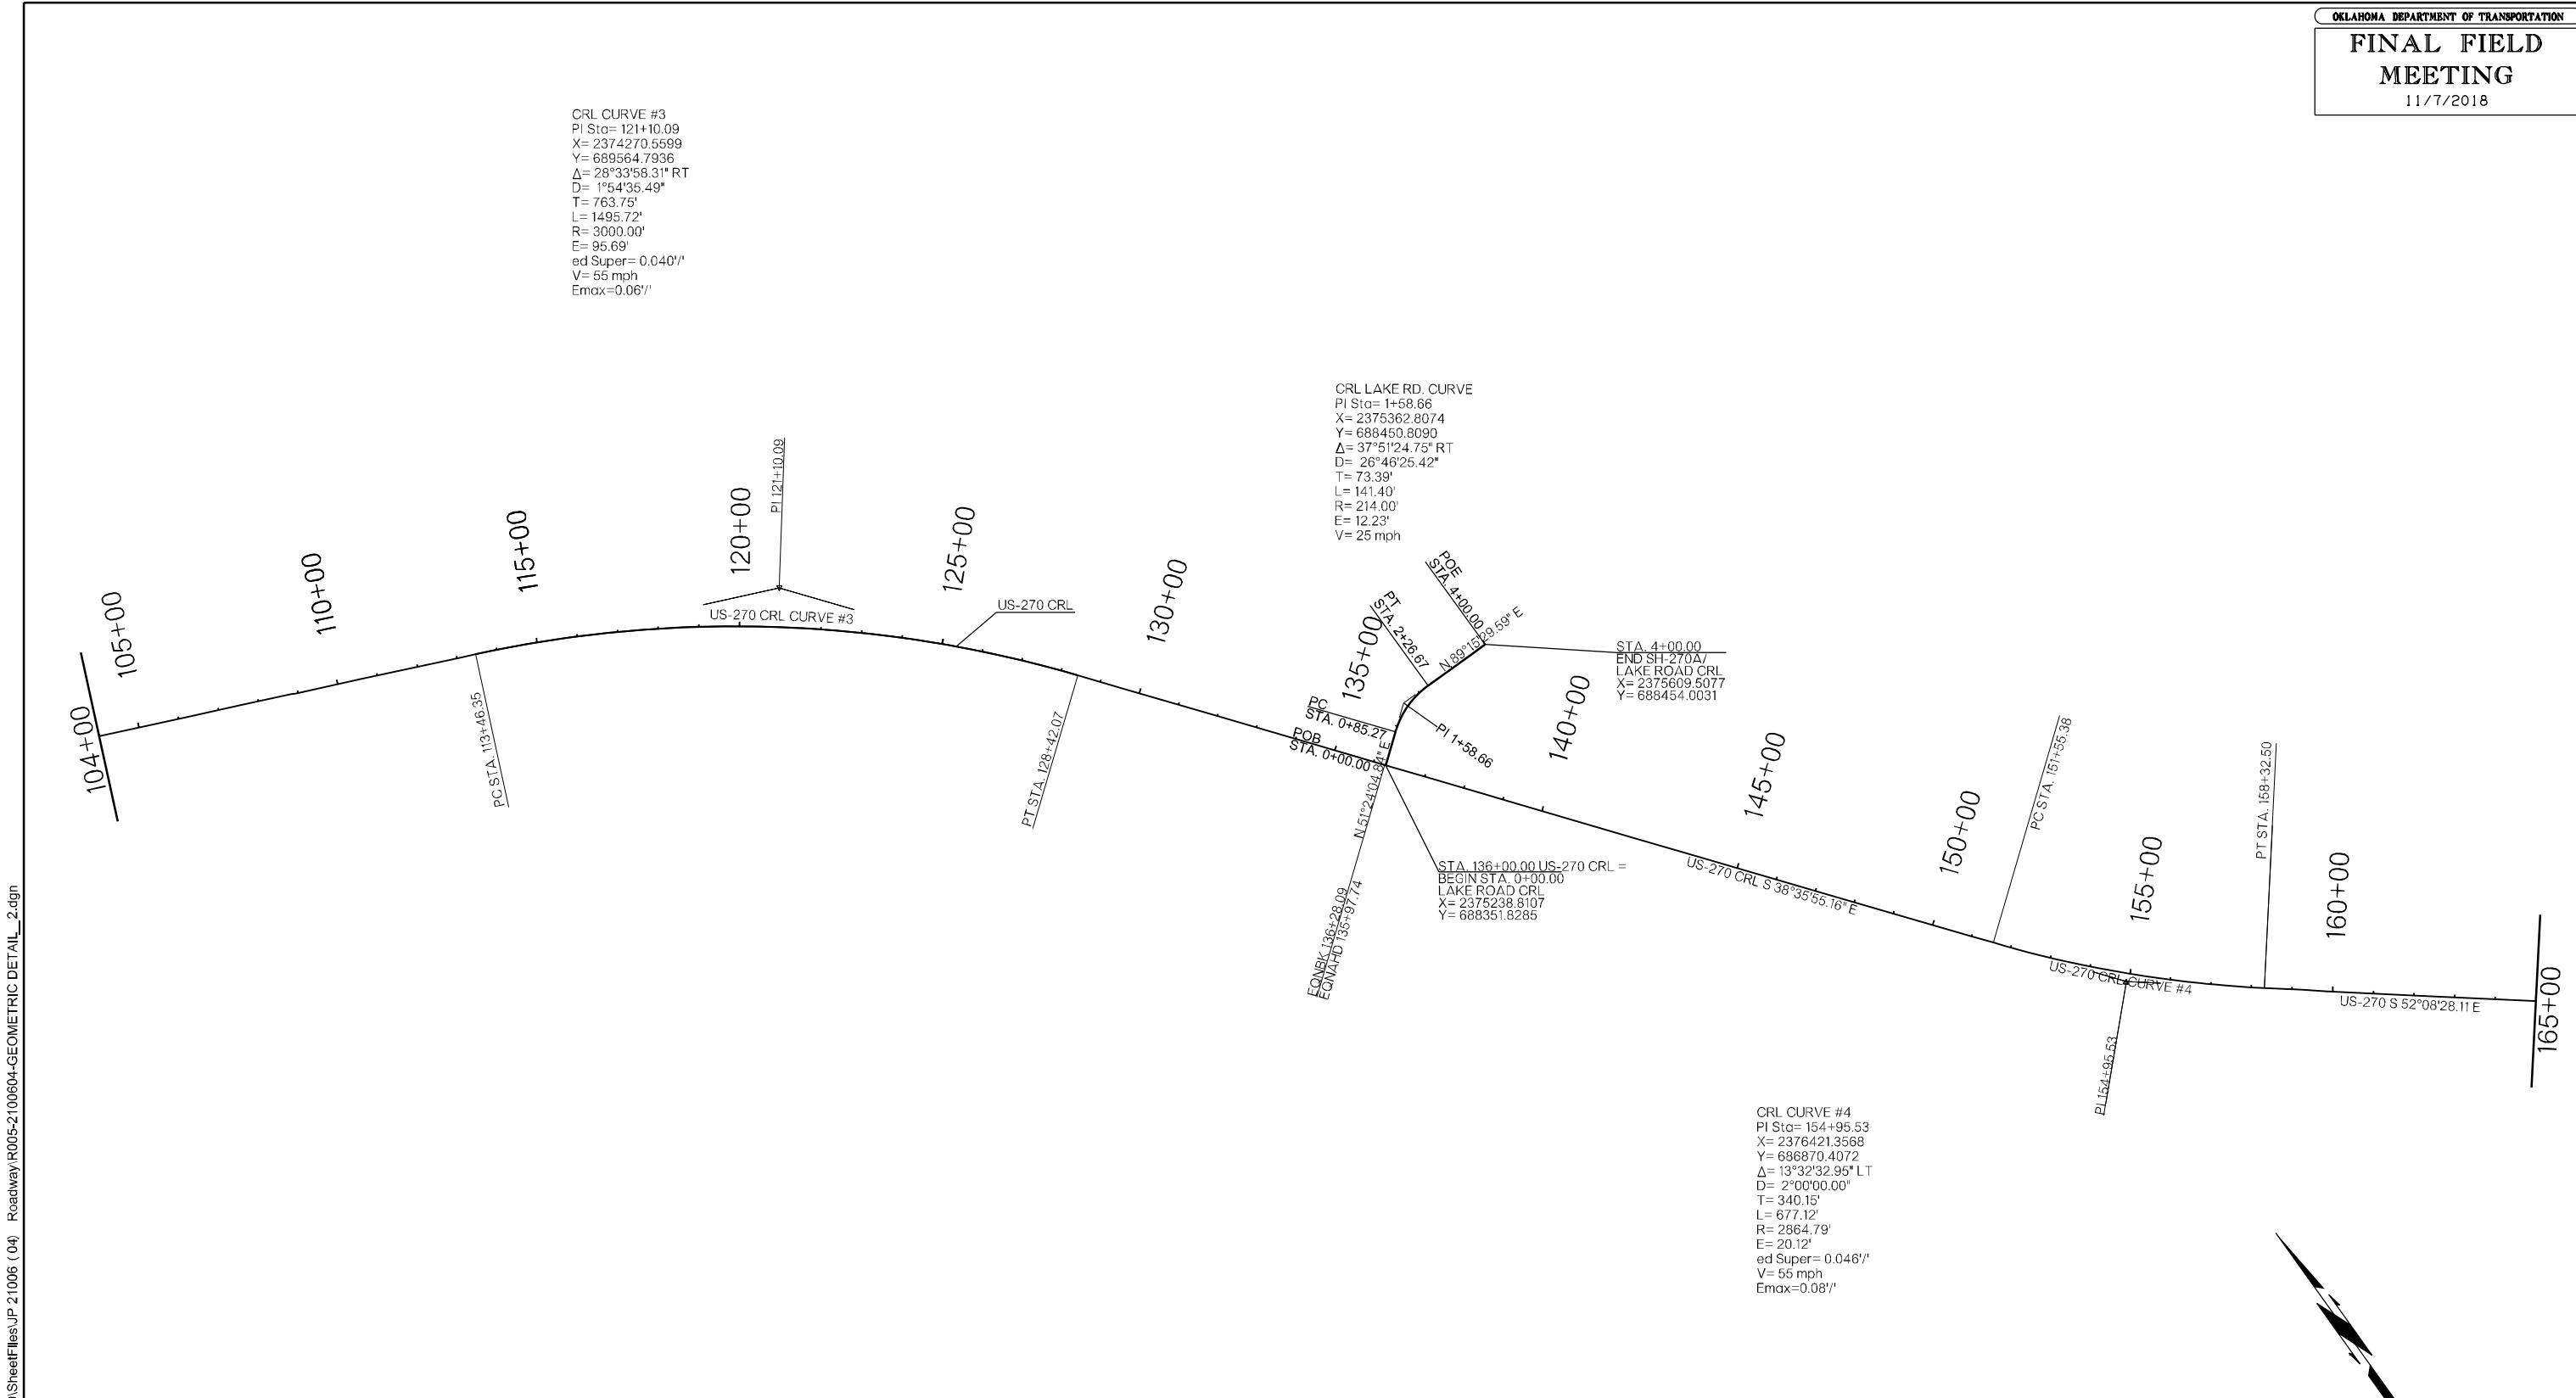 OKLAHOMA DEPARTMENT OF TRANSPORTATION
FINAL FIELD
MEETING
11/7/2018
CRL CURVE #3
PI Sta= 121+10.09
X= 2374270.5599
Y= 689564.7936
Δ= 28°33'58.31" RT
D= 1°54'35.49"
T= 763.75'
L= 1495.72'
R= 3000.00'
E= 95.69'
ed Super= 0.040'/'
V= 55 mph
Emax=0.06'/'
CRL LAKE RD. CURVE
PI Sta= 1+58.66
X= 2375362.8074
Y= 688450.8090
Δ= 37°51'24.75" RT
D= 26°46'25.42"
T= 73.39'
L= 141.40'
R= 214.00'
E= 12.23'
V= 25 mph
104+00
105+00
110+00
PC STA. 113+46.35
115+00
120+00
PI 121+10.09
US-270 CRL CURVE #3
125+00
US-270 CRL
PT STA. 128+42.07
130+00
135+00
POE
STA. 4+00.00
PT
STA. 2+26.67
N 89°15'29.59" E
STA. 4+00.00
END SH-270A/
LAKE ROAD CRL
X= 2375609.5077
Y= 688454.0031
PC
STA. 0+85.27
POB
STA. 0+00.00
PI 1+58.66
N 51°24'04.84" E
EQNBK 136+28.09
EQNAHD 135+97.74
STA. 136+00.00 US-270 CRL =
BEGIN STA. 0+00.00
LAKE ROAD CRL
X= 2375238.8107
Y= 688351.8285
140+00
145+00
US-270 CRL S 38°35'55.16" E
150+00
PC STA. 151+55.38
155+00
US-270 CRL CURVE #4
PI 154+95.53
PT STA. 158+32.50
160+00
US-270 S 52°08'28.11 E
165+00
CRL CURVE #4
PI Sta= 154+95.53
X= 2376421.3568
Y= 686870.4072
Δ= 13°32'32.95" LT
D= 2°00'00.00"
T= 340.15'
L= 677.12'
R= 2864.79'
E= 20.12'
ed Super= 0.046'/'
V= 55 mph
Emax=0.08'/'
\SheetFiles\JP 21006 (04) Roadway\R005-2100604-GEOMETRIC DETAIL_2.dgn